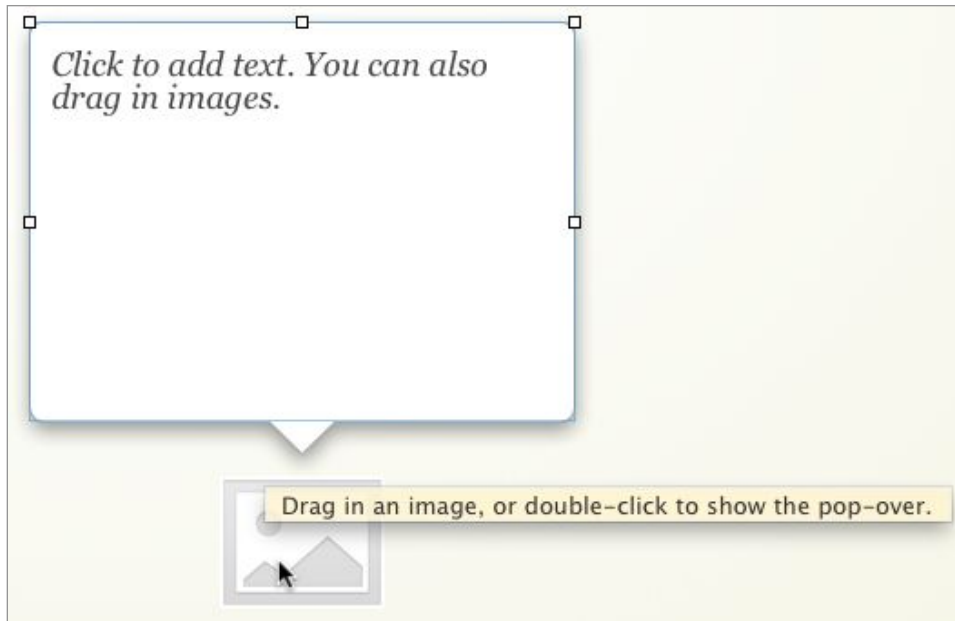 Click to add text. You can also
drag in images.
Drag in an image, or double-click to show the pop-over.